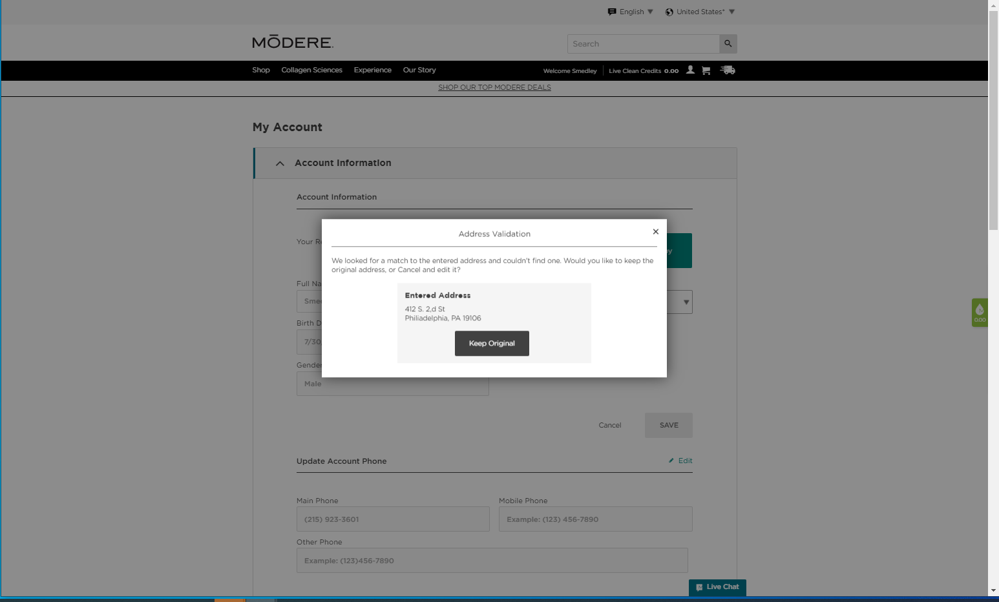 English
United States*
MŌDERE.
Search
Shop Collagen Sciences Experience Our Story
Welcome Smedley Live Clean Credits 0.00
SHOP OUR TOP MODERE DEALS
My Account
Account Information
Account Information
Address Validation
We looked for a match to the entered address and couldn't find one. Would you like to keep the
original address, or Cancel and edit it?
Entered Address
412 S. 2,d St
Philiadelphia, PA 19106
Keep Original
Your
Full
0.00
Birth
7/30
Gender
Male
Cancel SAVE
Update Account Phone Edit
Main Phone Mobile Phone
(215) 923-3601 Example: (123) 456-7890
Other Phone
Example: (123)456-7890
Live Chat